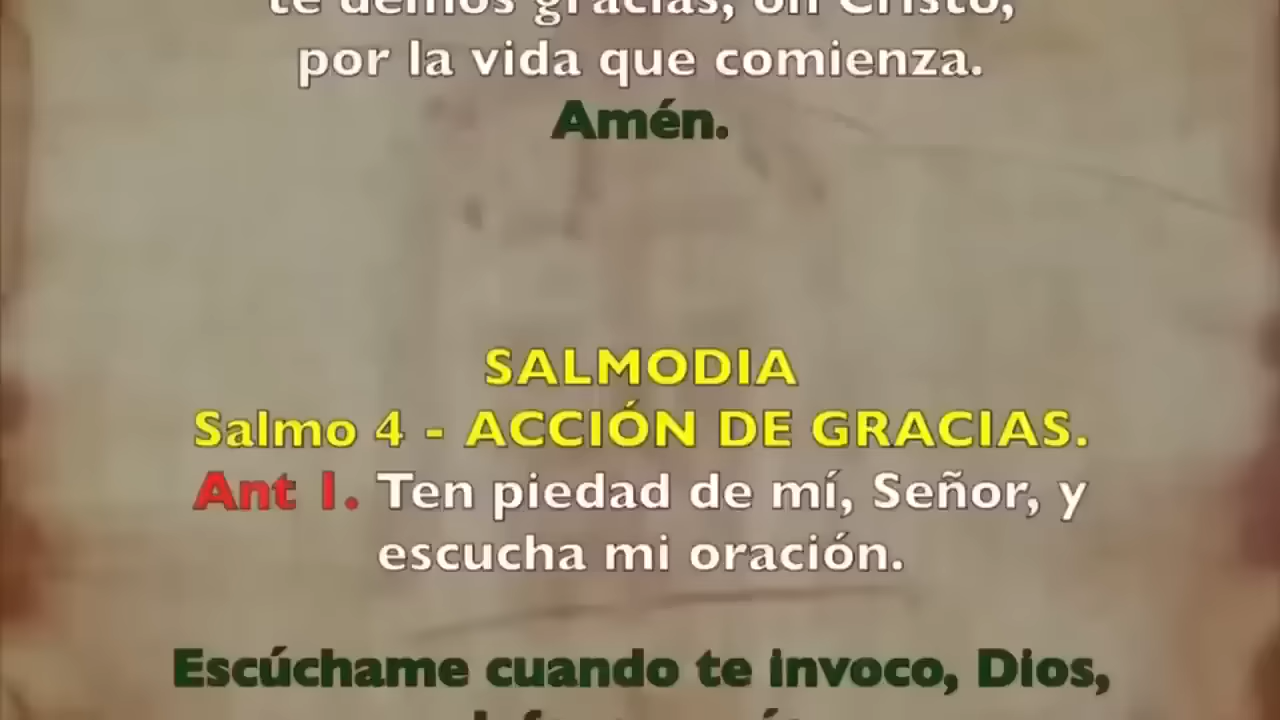 te demos gracias, oh Cristo,
por la vida que comienza.
Amén.
SALMODIA
Salmo 4 - ACCIÓN DE GRACIAS.
Ant 1. Ten piedad de mí, Señor, y
escucha mi oración.
Escúchame cuando te invoco, Dios,